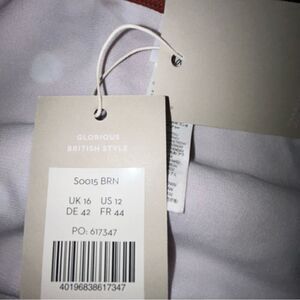 GLORIOUS
BRITISH STYLE
S0015 BRN
UK 16 US 12
DE 42 FR 44
PO: 617347
40196838617347